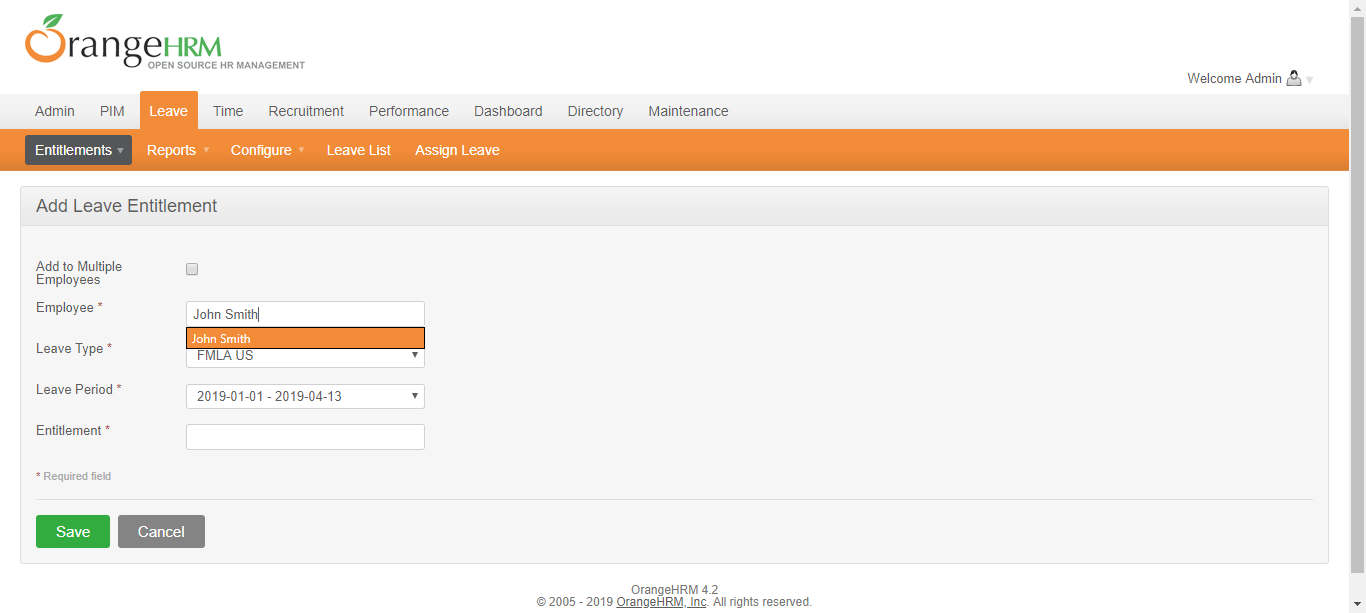 OrangeHRM
OPEN SOURCE HR MANAGEMENT
Welcome Admin
Admin PIM Leave Time Recruitment Performance Dashboard Directory Maintenance
Entitlements Reports Configure Leave List Assign Leave
Add Leave Entitlement
Add to Multiple
Employees
Employee *
John Smith
John Smith
Leave Type *
FMLA US
Leave Period *
2019-01-01 - 2019-04-13
Entitlement *
* Required field
Save Cancel
OrangeHRM 4.2
© 2005 - 2019 OrangeHRM, Inc. All rights reserved.